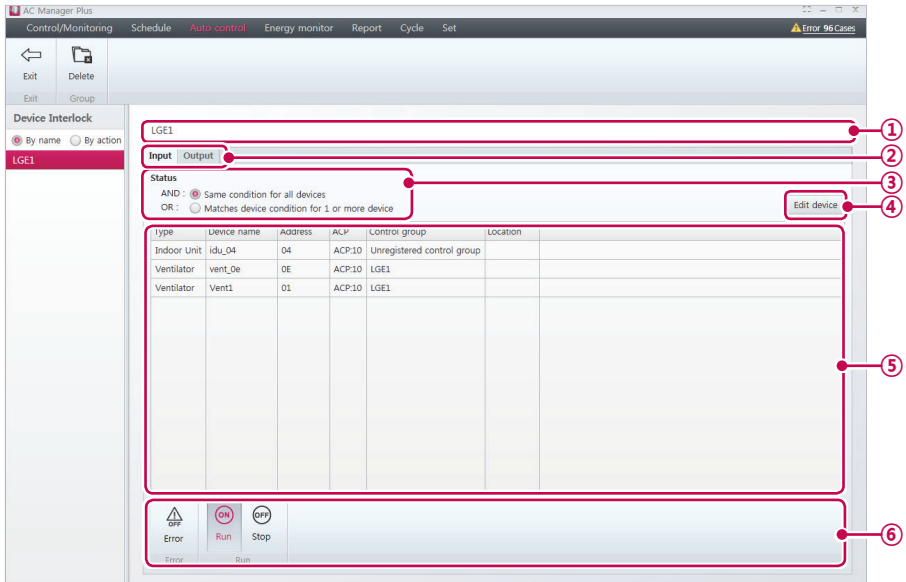 AC Manager Plus
Control/Monitoring Schedule Auto control Energy monitor Report Cycle Set Error 96 Cases
Exit Delete
Exit Group
Device Interlock
By name By action
LGE1
LGE1
①
Input Output
②
Status
③
AND : Same condition for all devices
OR : Matches device condition for 1 or more device
Edit device
④
Type Device name Address ACP Control group Location
Indoor Unit idu_04 04 ACP:10 Unregistered control group
Ventilator vent_0e 0E ACP:10 LGE1
Ventilator Vent1 01 ACP:10 LGE1
⑤
OFF ON OFF
Error Run Stop
Error Run
⑥